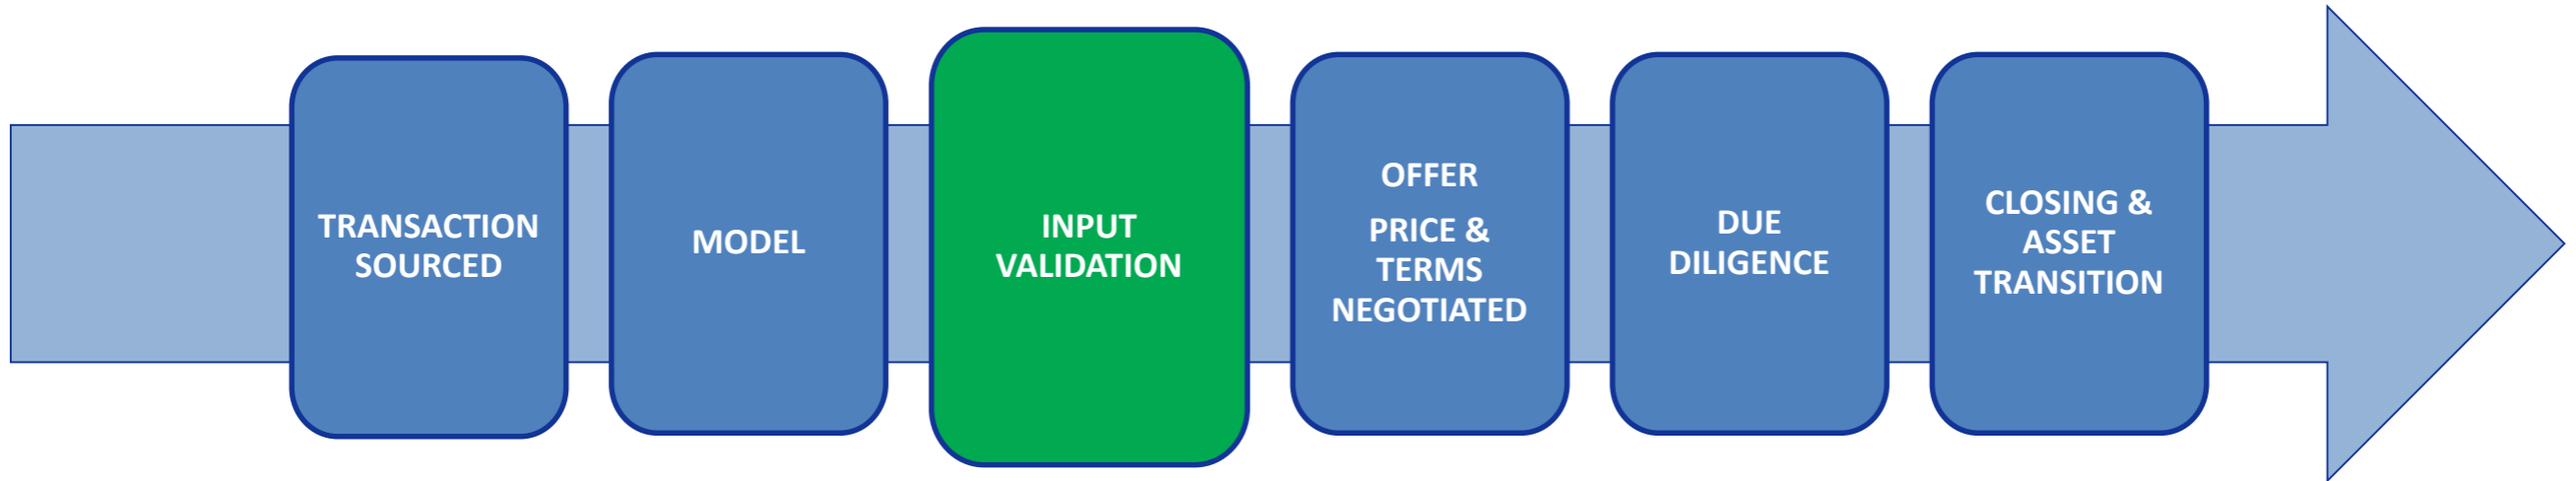 TRANSACTION
SOURCED
MODEL
INPUT
VALIDATION
OFFER
PRICE &
TERMS
NEGOTIATED
DUE
DILIGENCE
CLOSING &
ASSET
TRANSITION